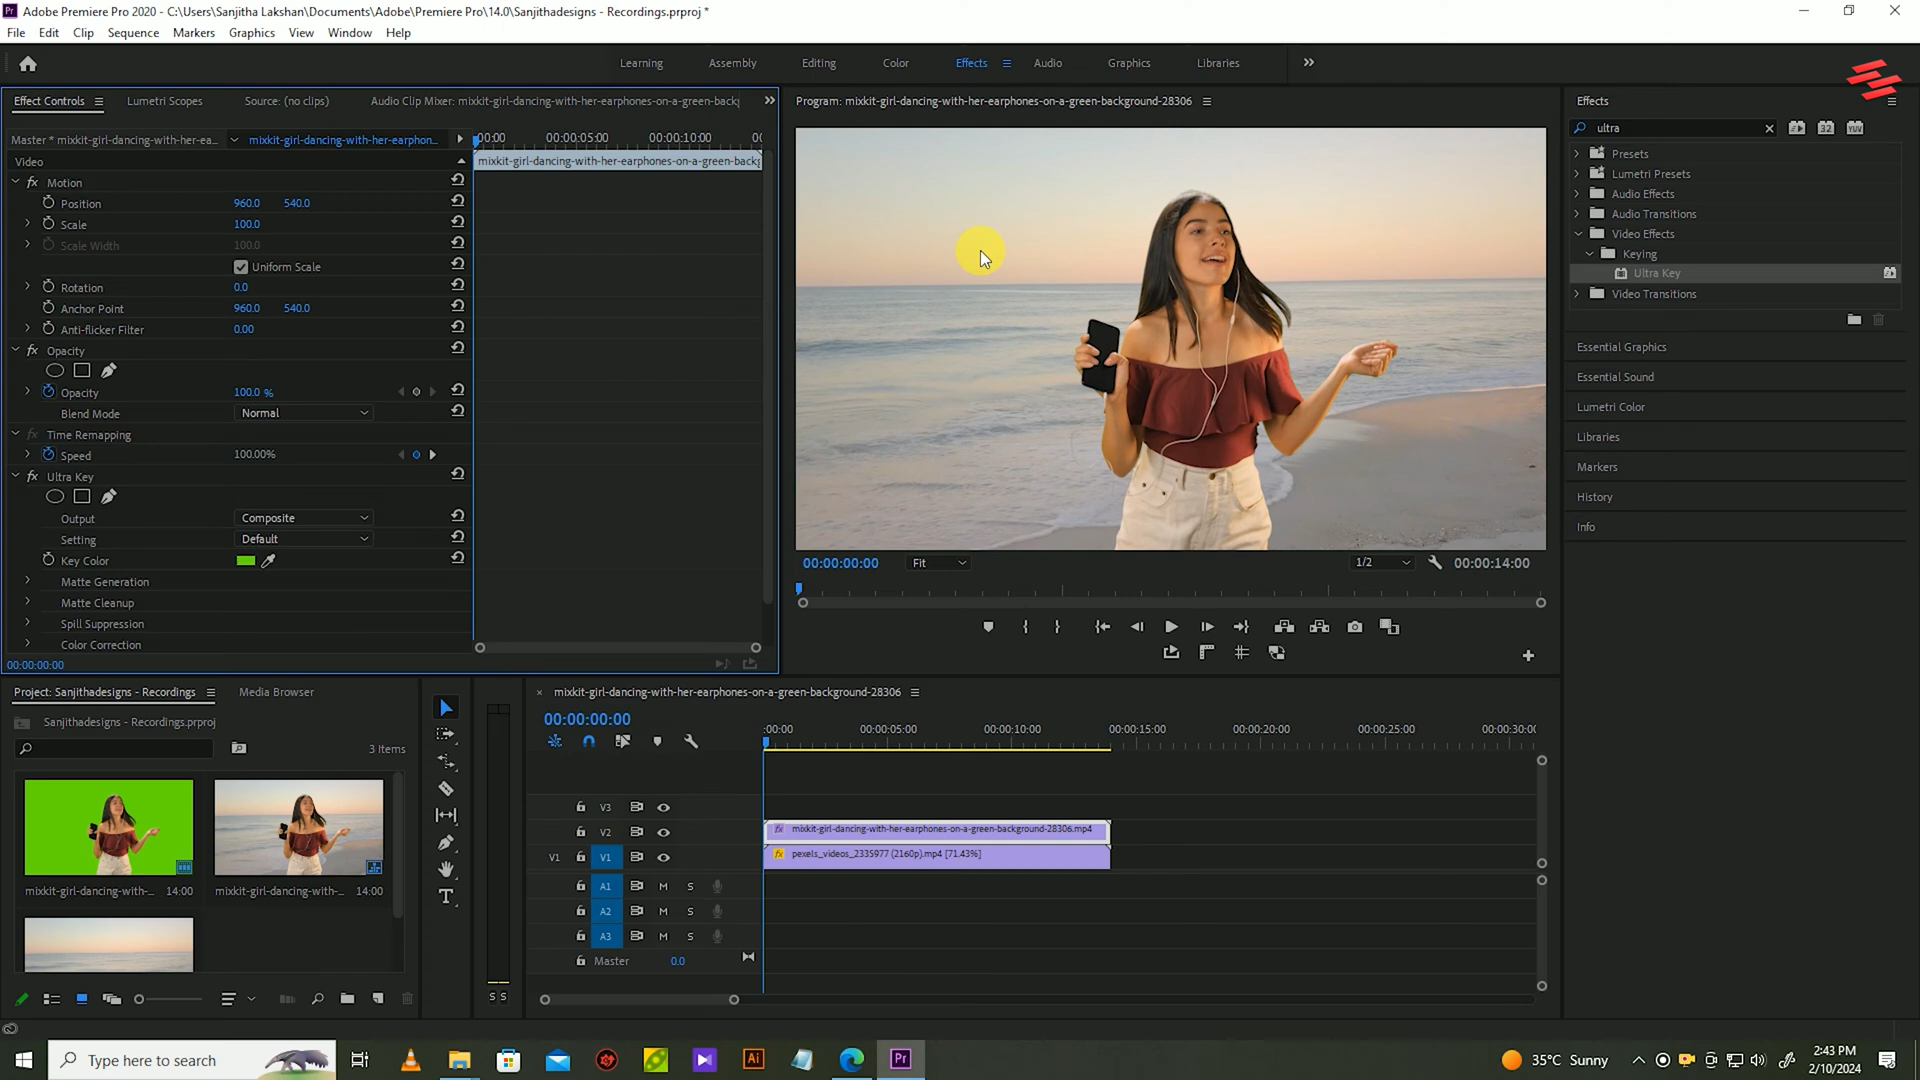 Adobe Premiere Pro 2020 - C:\Users\Sanjitha Lakshan\Documents\Adobe\Premiere Pro\14.0\Sanjithadesigns - Recordings.prproj *
File Edit Clip Sequence Markers Graphics View Window Help
Learning Assembly Editing Color Effects Audio Graphics Libraries
Effect Controls Lumetri Scopes Source: (no clips) Audio Clip Mixer: mixkit-girl-dancing-with-her-earphones-on-a-green-back
Master * mixkit-girl-dancing-with-her-ea... mixkit-girl-dancing-with-her-earphon...
:00:00 00:00:05:00 00:00:10:00
Video
mixkit-girl-dancing-with-her-earphones-on-a-green-backg
Motion
Position 960.0 540.0
Scale 100.0
Scale Width 100.0
Uniform Scale
Rotation 0.0
Anchor Point 960.0 540.0
Anti-flicker Filter 0.00
Opacity
Opacity 100.0 %
Blend Mode Normal
Time Remapping
Speed 100.00%
Ultra Key
Output Composite
Setting Default
Key Color
Matte Generation
Matte Cleanup
Spill Suppression
Color Correction
00:00:00:00
Program: mixkit-girl-dancing-with-her-earphones-on-a-green-background-28306
00:00:00:00 Fit 1/2 00:00:14:00
Effects
ultra
32 YUV
Presets
Lumetri Presets
Audio Effects
Audio Transitions
Video Effects
Keying
Ultra Key
Video Transitions
Essential Graphics
Essential Sound
Lumetri Color
Libraries
Markers
History
Info
Project: Sanjithadesigns - Recordings Media Browser
Sanjithadesigns - Recordings.prproj
3 Items
mixkit-girl-dancing-with-... 14:00
mixkit-girl-dancing-with-... 14:00
S S
mixkit-girl-dancing-with-her-earphones-on-a-green-background-28306
00:00:00:00
:00:00 00:00:05:00 00:00:10:00 00:00:15:00 00:00:20:00 00:00:25:00 00:00:30:0
V3
V2 mixkit-girl-dancing-with-her-earphones-on-a-green-background-28306.mp4
V1 V1 pexels_videos_2335977 (2160p).mp4 [71.43%]
A1 M S
A2 M S
A3 M S
Master 0.0
Type here to search
Ai
Pr
35°C Sunny
2:43 PM
2/10/2024